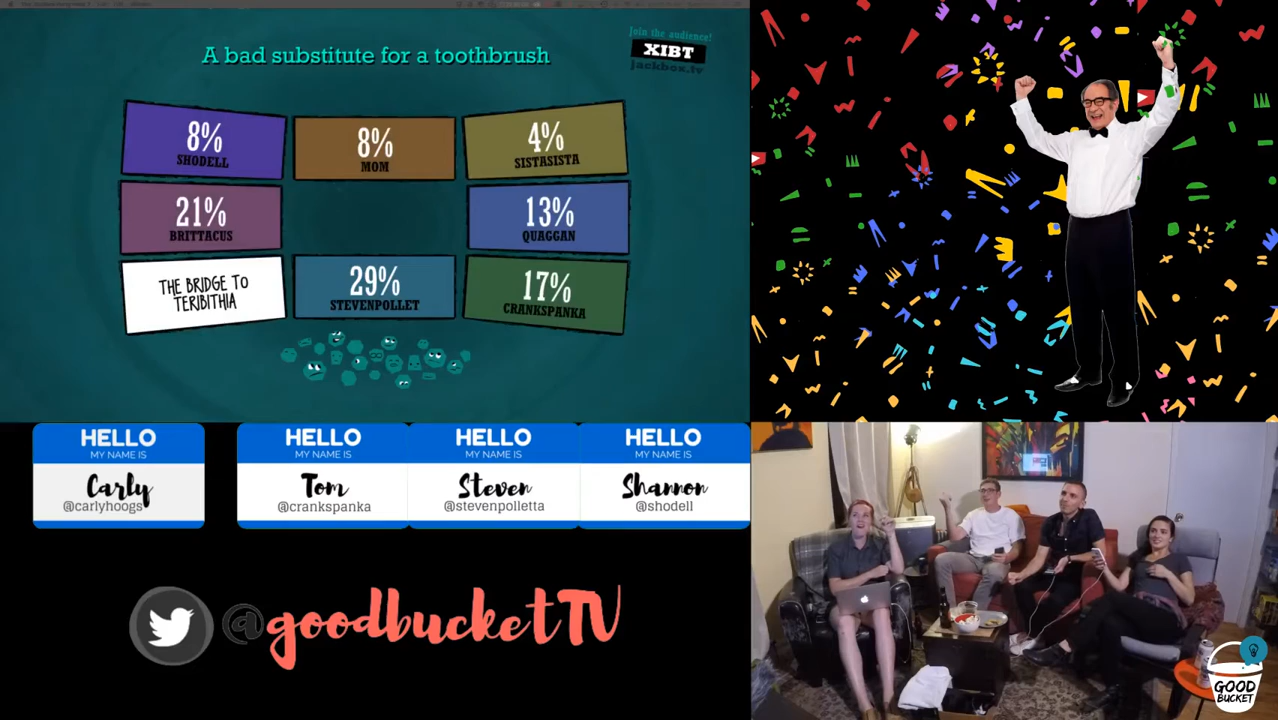 Join the audience!
XIBT
jackbox.tv
A bad substitute for a toothbrush
8%
SHODELL
8%
MOM
4%
SISTASISTA
21%
BRITTACUS
13%
QUAGGAN
THE BRIDGE TO
TERIBITHIA
29%
STEVENPOLLET
17%
CRANKSPANKA
HELLO
MY NAME IS
Carly
@carlyhoogs
HELLO
MY NAME IS
Tom
@crankspanka
HELLO
MY NAME IS
Steven
@stevenpolletta
HELLO
MY NAME IS
Shannon
@shodell
@goodbucketTV
GOOD
BUCKET